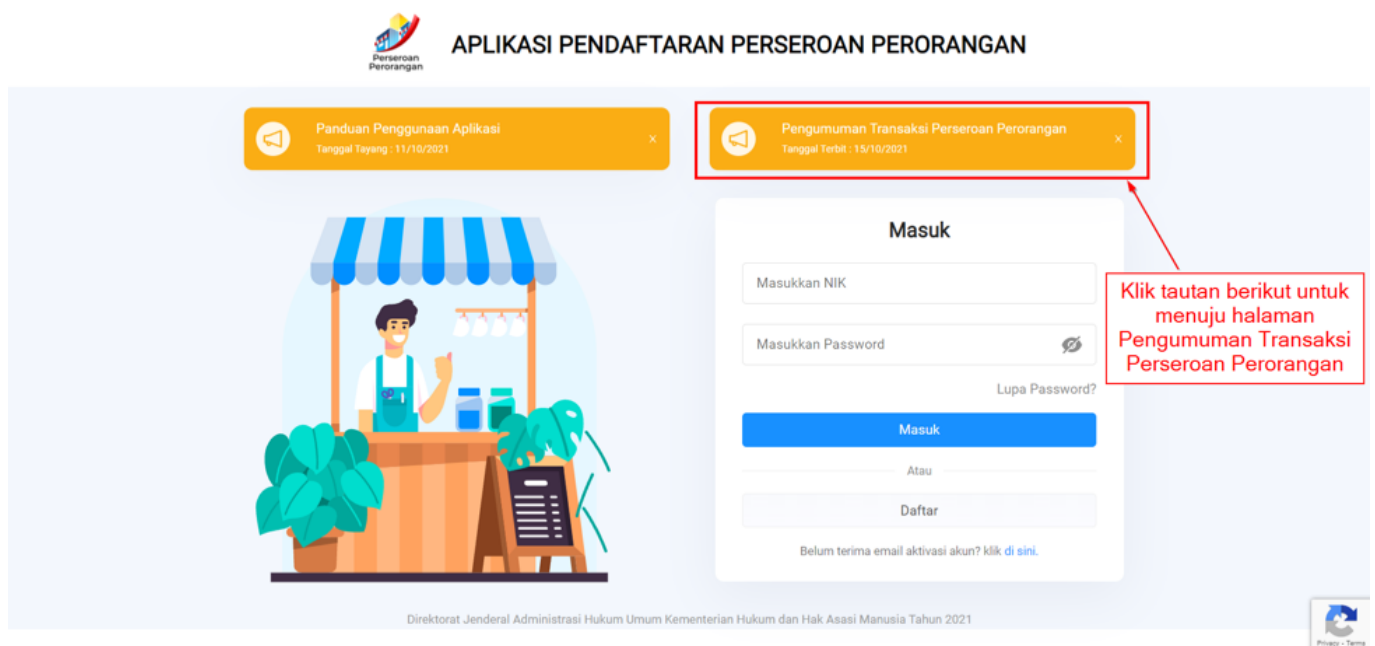 Perseroan
Perorangan
APLIKASI PENDAFTARAN PERSEROAN PERORANGAN
Panduan Penggunaan Aplikasi
Tanggal Tayang : 11/10/2021
×
Pengumuman Transaksi Perseroan Perorangan
Tanggal Terbit : 15/10/2021
×
Masuk
Masukkan NIK
Masukkan Password
Lupa Password?
Masuk
Atau
Daftar
Belum terima email aktivasi akun? klik di sini.
Klik tautan berikut untuk
menuju halaman
Pengumuman Transaksi
Perseroan Perorangan
Direktorat Jenderal Administrasi Hukum Umum Kementerian Hukum dan Hak Asasi Manusia Tahun 2021
Privacy - Terms